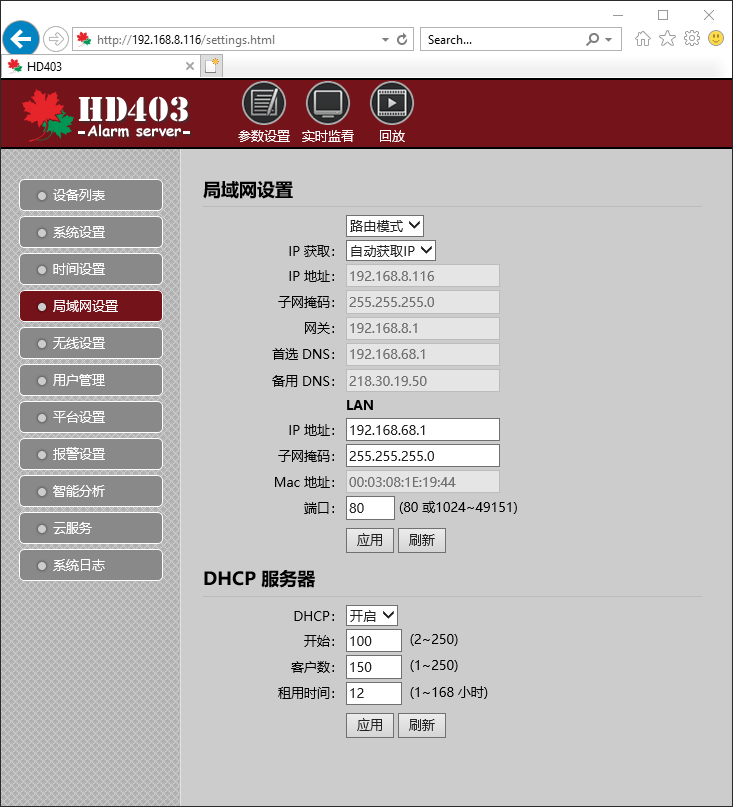 http://192.168.8.116/settings.html
Search...
HD403
HD403
-Alarm server-
参数设置 实时监看 回放
设备列表
系统设置
时间设置
局域网设置
无线设置
用户管理
平台设置
报警设置
智能分析
云服务
系统日志
局域网设置
路由模式
IP 获取: 自动获取IP
IP 地址: 192.168.8.116
子网掩码: 255.255.255.0
网关: 192.168.8.1
首选 DNS: 192.168.68.1
备用 DNS: 218.30.19.50
LAN
IP 地址: 192.168.68.1
子网掩码: 255.255.255.0
Mac 地址: 00:03:08:1E:19:44
端口: 80 (80 或1024~49151)
应用 刷新
DHCP 服务器
DHCP: 开启
开始: 100 (2~250)
客户数: 150 (1~250)
租用时间: 12 (1~168 小时)
应用 刷新